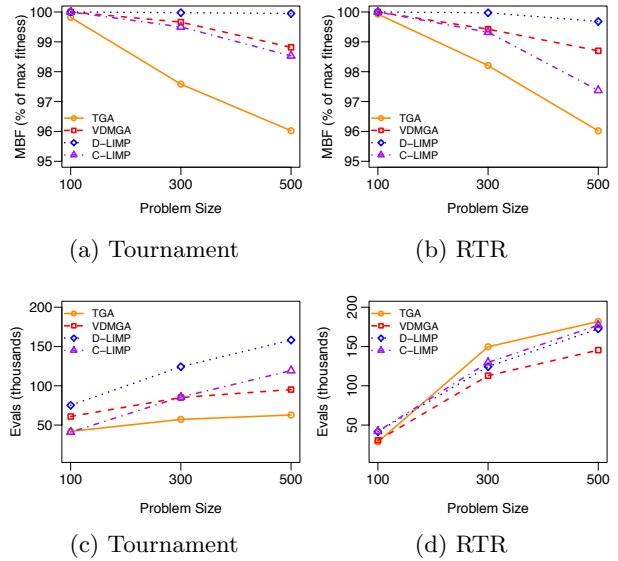 MBF (% of max fitness)
100
99
98
97
96
95
TGA
VDMGA
D−LIMP
C−LIMP
100 300 500
Problem Size
(a) Tournament
MBF (% of max fitness)
100
99
98
97
96
95
TGA
VDMGA
D−LIMP
C−LIMP
100 300 500
Problem Size
(b) RTR
Evals (thousands)
200
150
100
50
TGA
VDMGA
D−LIMP
C−LIMP
100 300 500
Problem Size
(c) Tournament
Evals (thousands)
200
150
100
50
TGA
VDMGA
D−LIMP
C−LIMP
100 300 500
Problem Size
(d) RTR